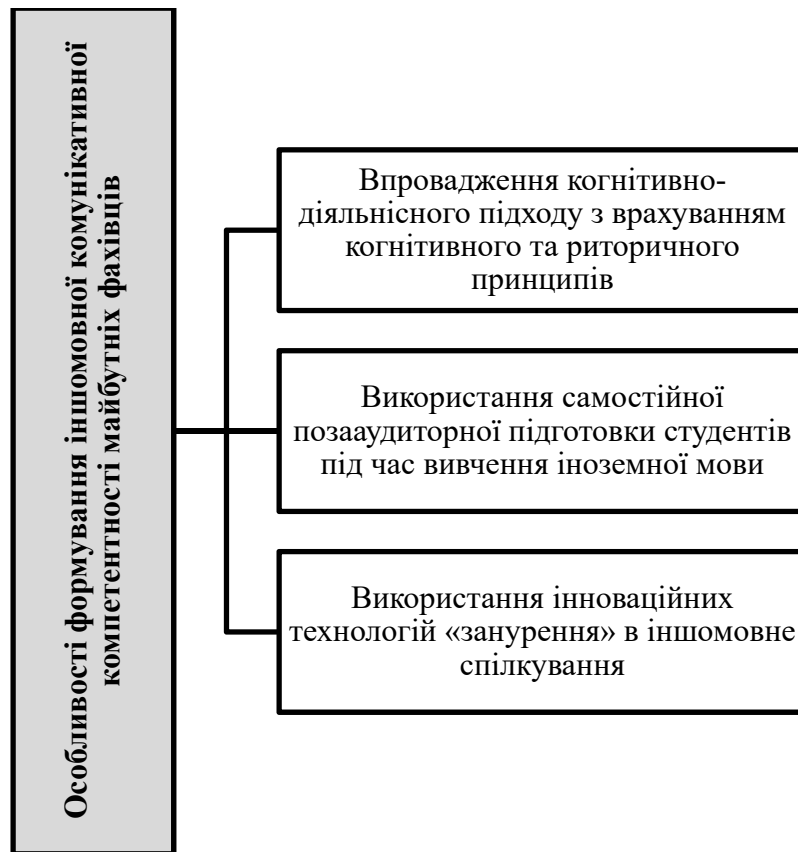 Особливості формування іншомовної комунікативної
компетентності майбутніх фахівців
Впровадження когнітивно-
діяльнісного підходу з врахуванням
когнітивного та риторичного
принципів
Використання самостійної
позааудиторної підготовки студентів
під час вивчення іноземної мови
Використання інноваційних
технологій «занурення» в іншомовне
спілкування